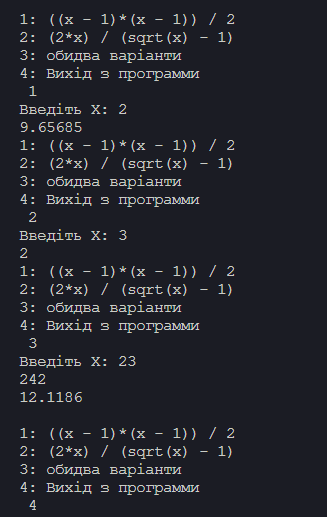 1: ((x - 1)*(x - 1)) / 2
2: (2*x) / (sqrt(x) - 1)
3: обидва варіанти
4: Вихід з программи
1
Введіть X: 2
9.65685
1: ((x - 1)*(x - 1)) / 2
2: (2*x) / (sqrt(x) - 1)
3: обидва варіанти
4: Вихід з программи
2
Введіть X: 3
2
1: ((x - 1)*(x - 1)) / 2
2: (2*x) / (sqrt(x) - 1)
3: обидва варіанти
4: Вихід з программи
3
Введіть X: 23
242
12.1186
1: ((x - 1)*(x - 1)) / 2
2: (2*x) / (sqrt(x) - 1)
3: обидва варіанти
4: Вихід з программи
4